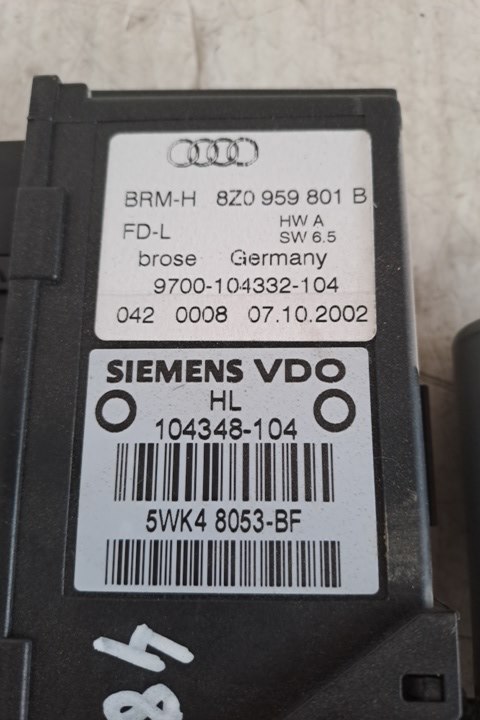 BRM-H 8Z0 959 801 B
FD-L HW A
SW 6.5
brose Germany
9700-104332-104
042 0008 07.10.2002
SIEMENS VDO
HL
104348-104
5WK4 8053-BF
48